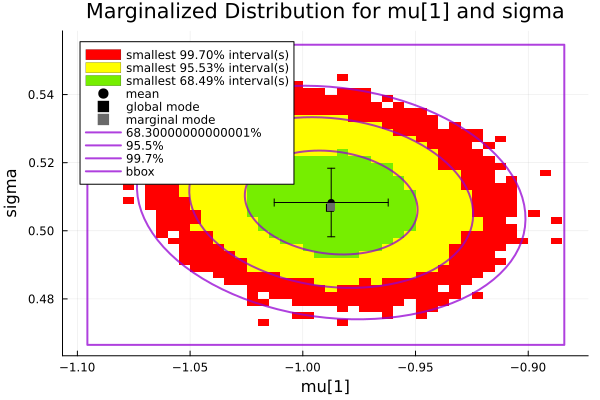 Marginalized Distribution for mu[1] and sigma
smallest 99.70% interval(s)
smallest 95.53% interval(s)
smallest 68.49% interval(s)
mean
global mode
marginal mode
68.30000000000001%
95.5%
99.7%
bbox
sigma
0.54
0.52
0.50
0.48
-1.10
-1.05
-1.00
-0.95
-0.90
mu[1]